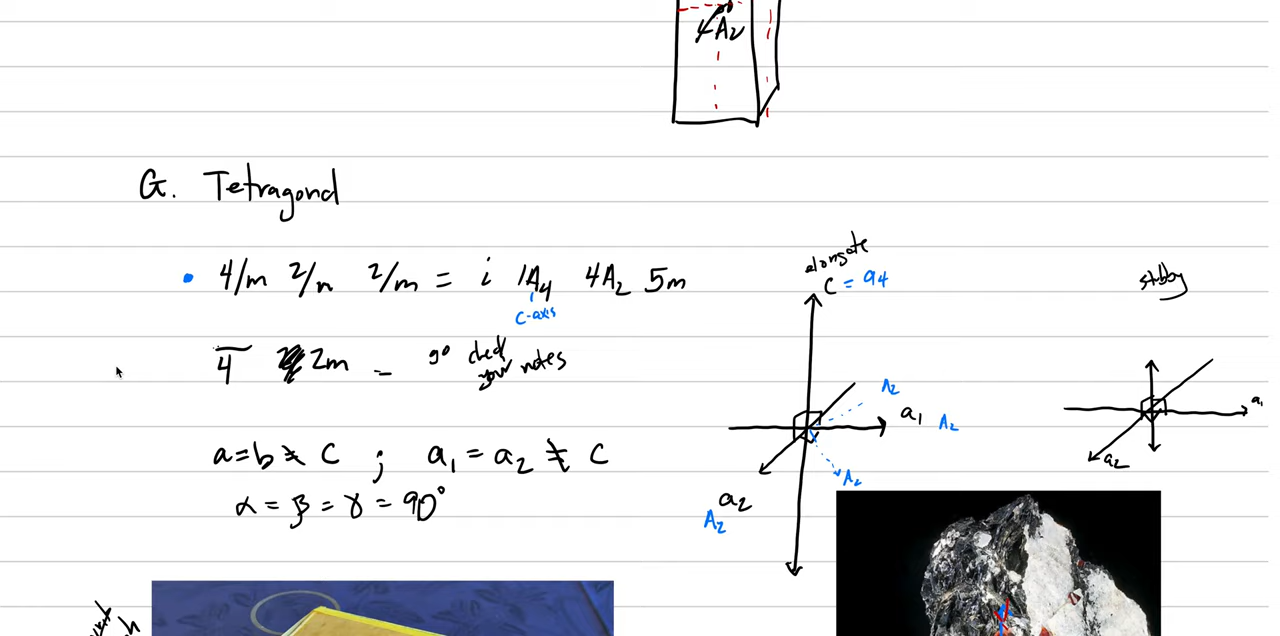 4A2
G. Tetragonal
4/m 2/m 2/m = i 1A4 4A2 5m
c-axis
4̅ 2m = go check your notes
a=b≠c ; a1=a2≠c
α=β=γ=90°
elongate
C = a4
A2
a1 A2
A2
a2
A2
stubby
a1
a2